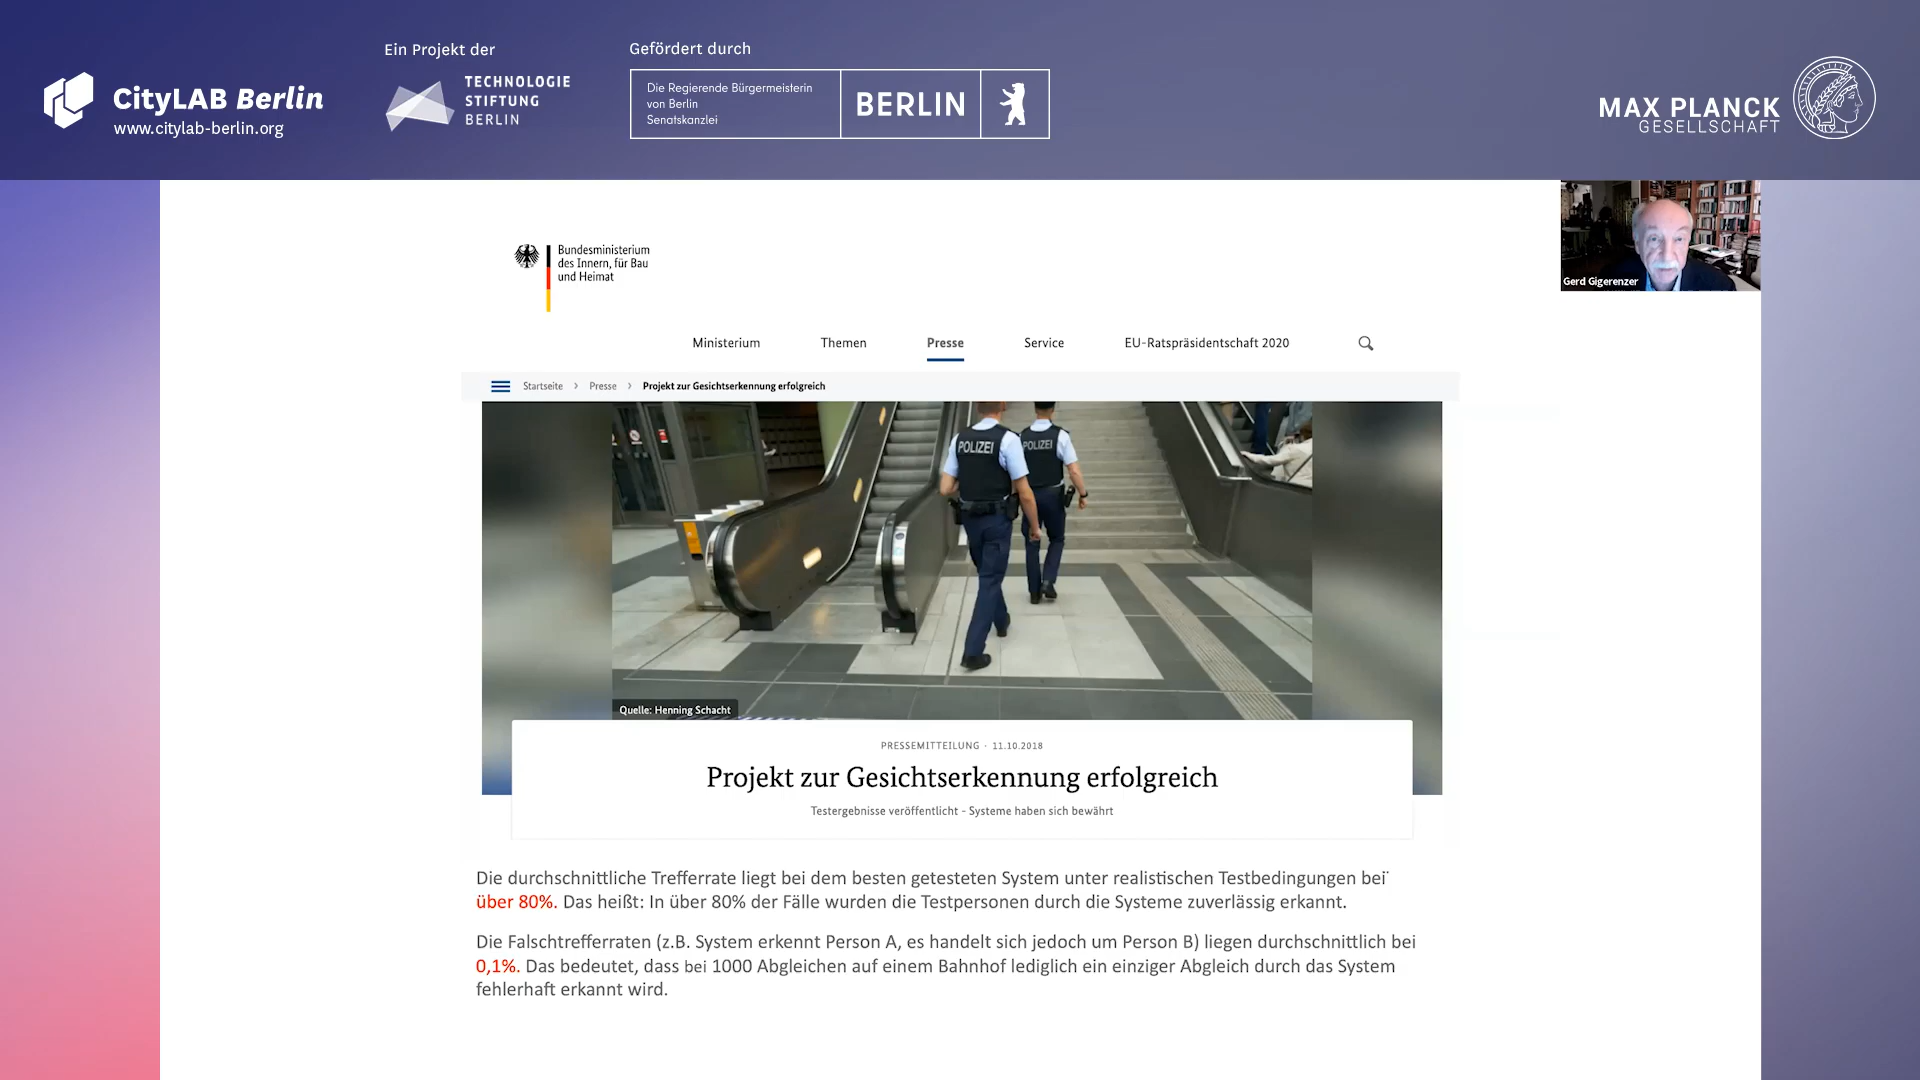 CityLAB Berlin
www.citylab-berlin.org
Ein Projekt der
TECHNOLOGIE
STIFTUNG
BERLIN
Gefördert durch
Die Regierende Bürgermeisterin
von Berlin
Senatskanzlei
BERLIN
MAX PLANCK
GESELLSCHAFT
Gerd Gigerenzer
Bundesministerium
des Innern, für Bau
und Heimat
Ministerium
Themen
Presse
Service
EU-Ratspräsidentschaft 2020
Startseite > Presse > Projekt zur Gesichtserkennung erfolgreich
POLIZEI
POLIZEI
Quelle: Henning Schacht
PRESSEMITTEILUNG · 11.10.2018
Projekt zur Gesichtserkennung erfolgreich
Testergebnisse veröffentlicht - Systeme haben sich bewährt
Die durchschnittliche Trefferrate liegt bei dem besten getesteten System unter realistischen Testbedingungen bei
über 80%. Das heißt: In über 80% der Fälle wurden die Testpersonen durch die Systeme zuverlässig erkannt.
Die Falschtrefferraten (z.B. System erkennt Person A, es handelt sich jedoch um Person B) liegen durchschnittlich bei
0,1%. Das bedeutet, dass bei 1000 Abgleichen auf einem Bahnhof lediglich ein einziger Abgleich durch das System
fehlerhaft erkannt wird.